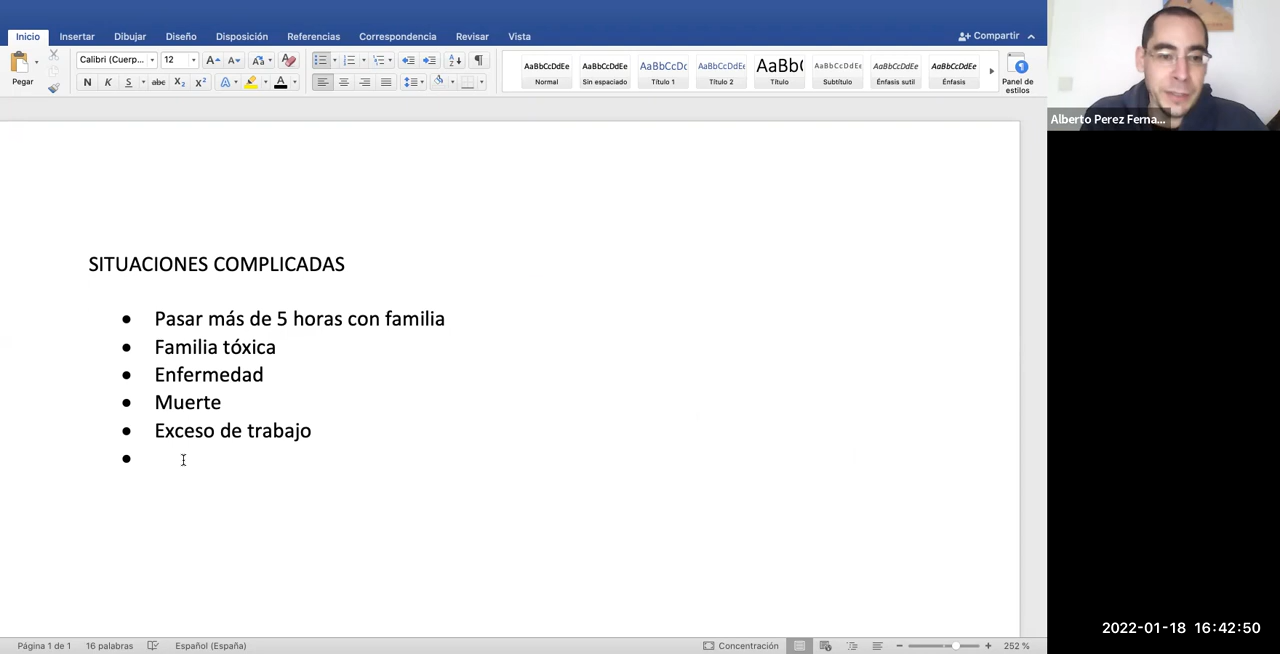 Inicio Insertar Dibujar Diseño Disposición Referencias Correspondencia Revisar Vista Compartir
Pegar
Calibri (Cuerp... 12
N K S abc X₂ X² A A
AaBbCcDdEe AaBbCcDdEe AaBbCcDc AaBbCcDdEe AaBb( AaBbCcDdEe AaBbCcDdEe AaBbCcDdEe
Normal Sin espaciado Título 1 Título 2 Título Subtítulo Énfasis sutil Énfasis
Panel de
estilos
Alberto Perez Ferna...
SITUACIONES COMPLICADAS
• Pasar más de 5 horas con familia
• Familia tóxica
• Enfermedad
• Muerte
• Exceso de trabajo
•
2022-01-18 16:42:50
Página 1 de 1 16 palabras Español (España) Concentración 252 %